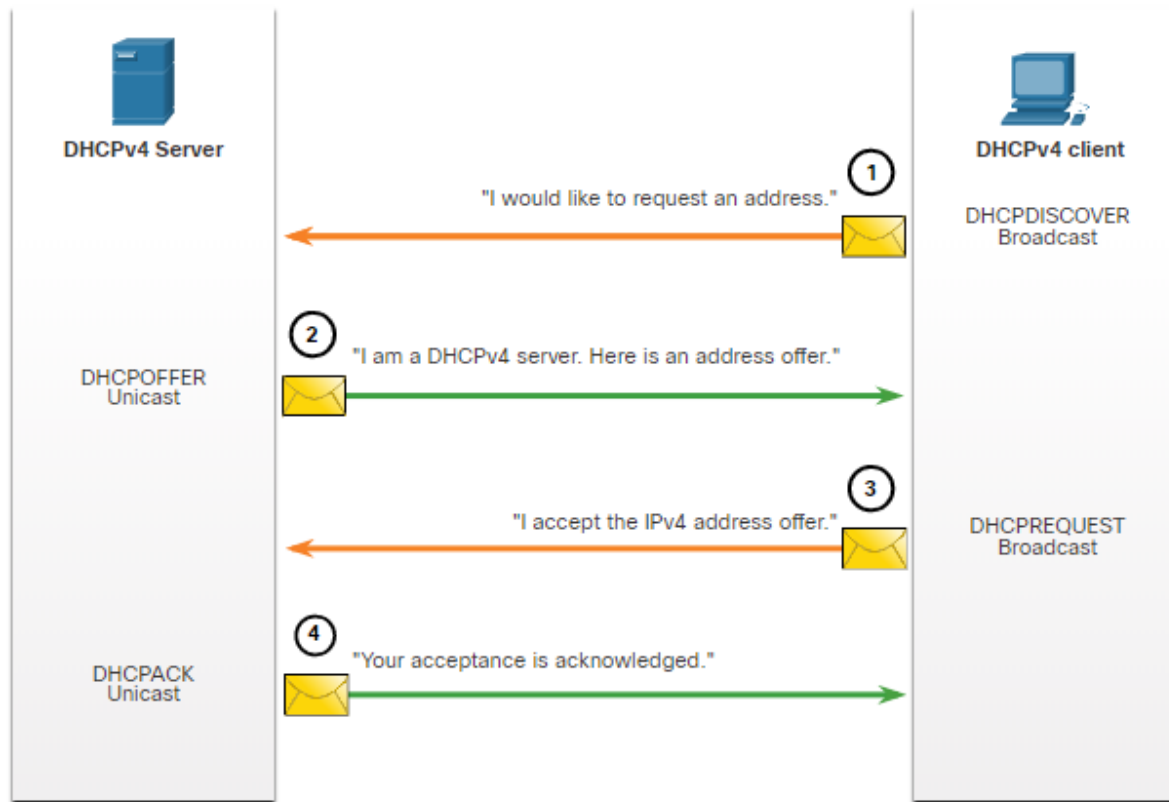 DHCPv4 Server
DHCPv4 client
1
"I would like to request an address."
DHCPDISCOVER
Broadcast
2
"I am a DHCPv4 server. Here is an address offer."
DHCPOFFER
Unicast
3
"I accept the IPv4 address offer."
DHCPREQUEST
Broadcast
4
"Your acceptance is acknowledged."
DHCPACK
Unicast